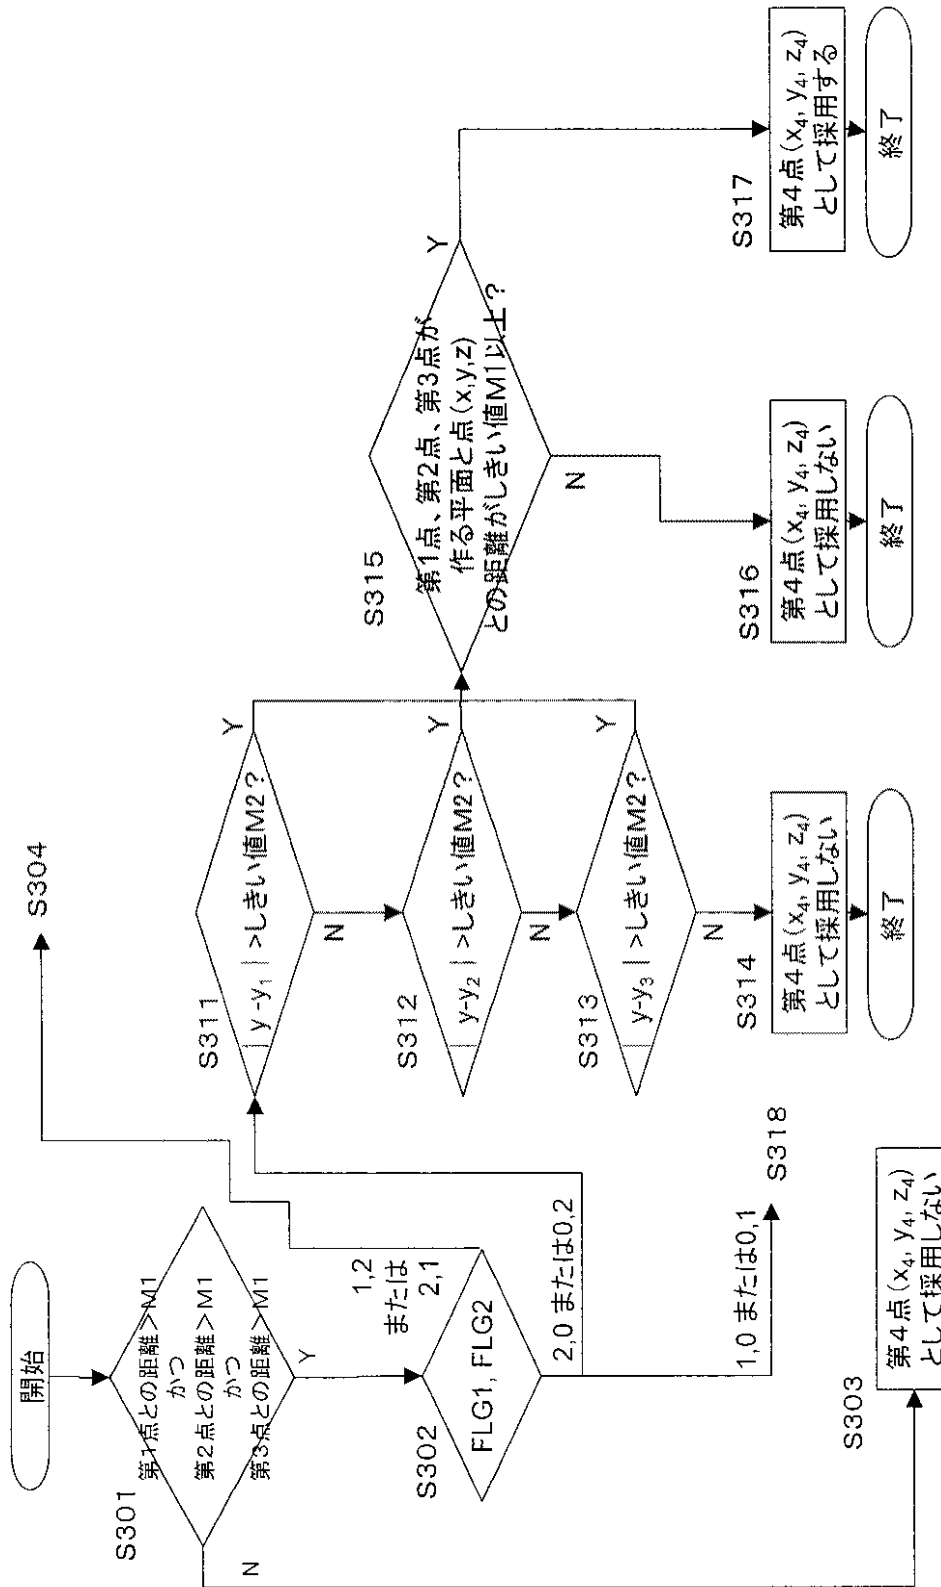 開始
S301
第1点との距離>M1
かつ
第2点との距離>M1
かつ
第3点との距離>M1
N
Y
S302
FLG1, FLG2
1,2
または
2,1
S304
2,0 または0,2
1,0 または0,1
S318
S303
第4点(x₄, y₄, z₄)
として採用しない
S311
| y-y₁ | >しきい値M2?
Y
N
S312
| y-y₂ | >しきい値M2?
Y
N
S313
| y-y₃ | >しきい値M2?
Y
N
S314
第4点(x₄, y₄, z₄)
として採用しない
終了
S315
第1点、第2点、第3点が
作る平面と点(x,y,z)
との距離がしきい値M1以上?
Y
N
S316
第4点(x₄, y₄, z₄)
として採用しない
終了
S317
第4点(x₄, y₄, z₄)
として採用する
終了